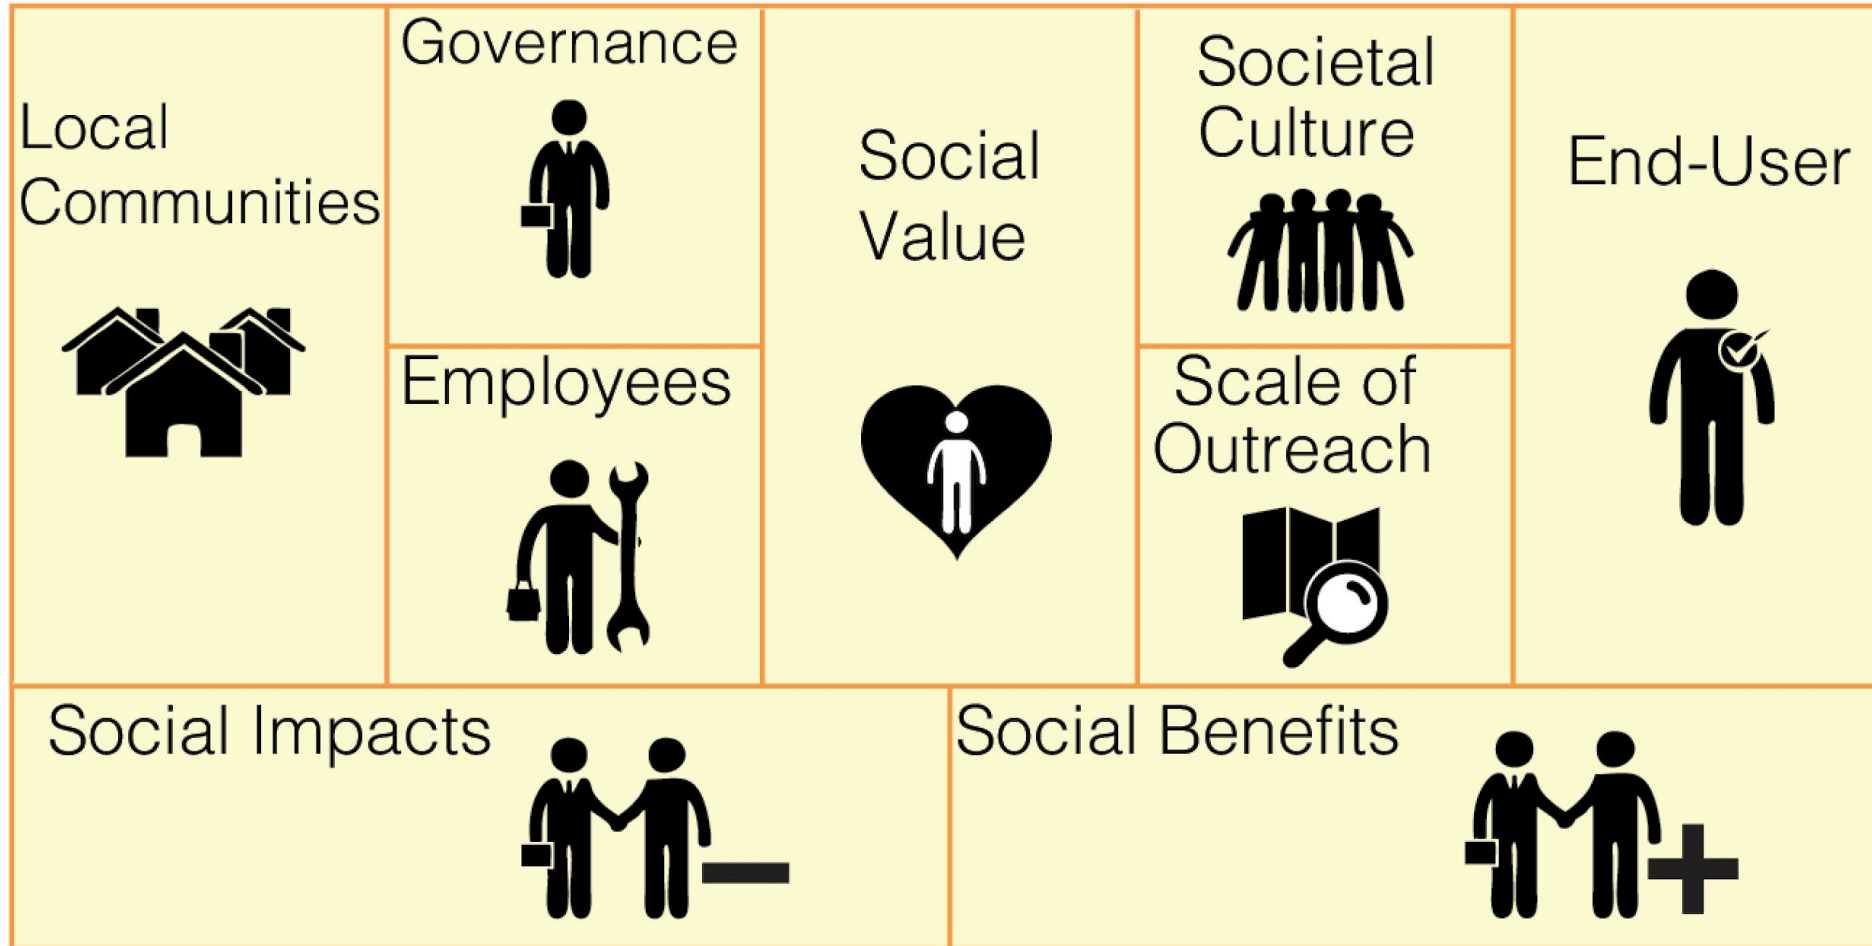 Local
Communities
Governance
Employees
Social
Value
Societal
Culture
Scale of
Outreach
End-User
Social Impacts
Social Benefits